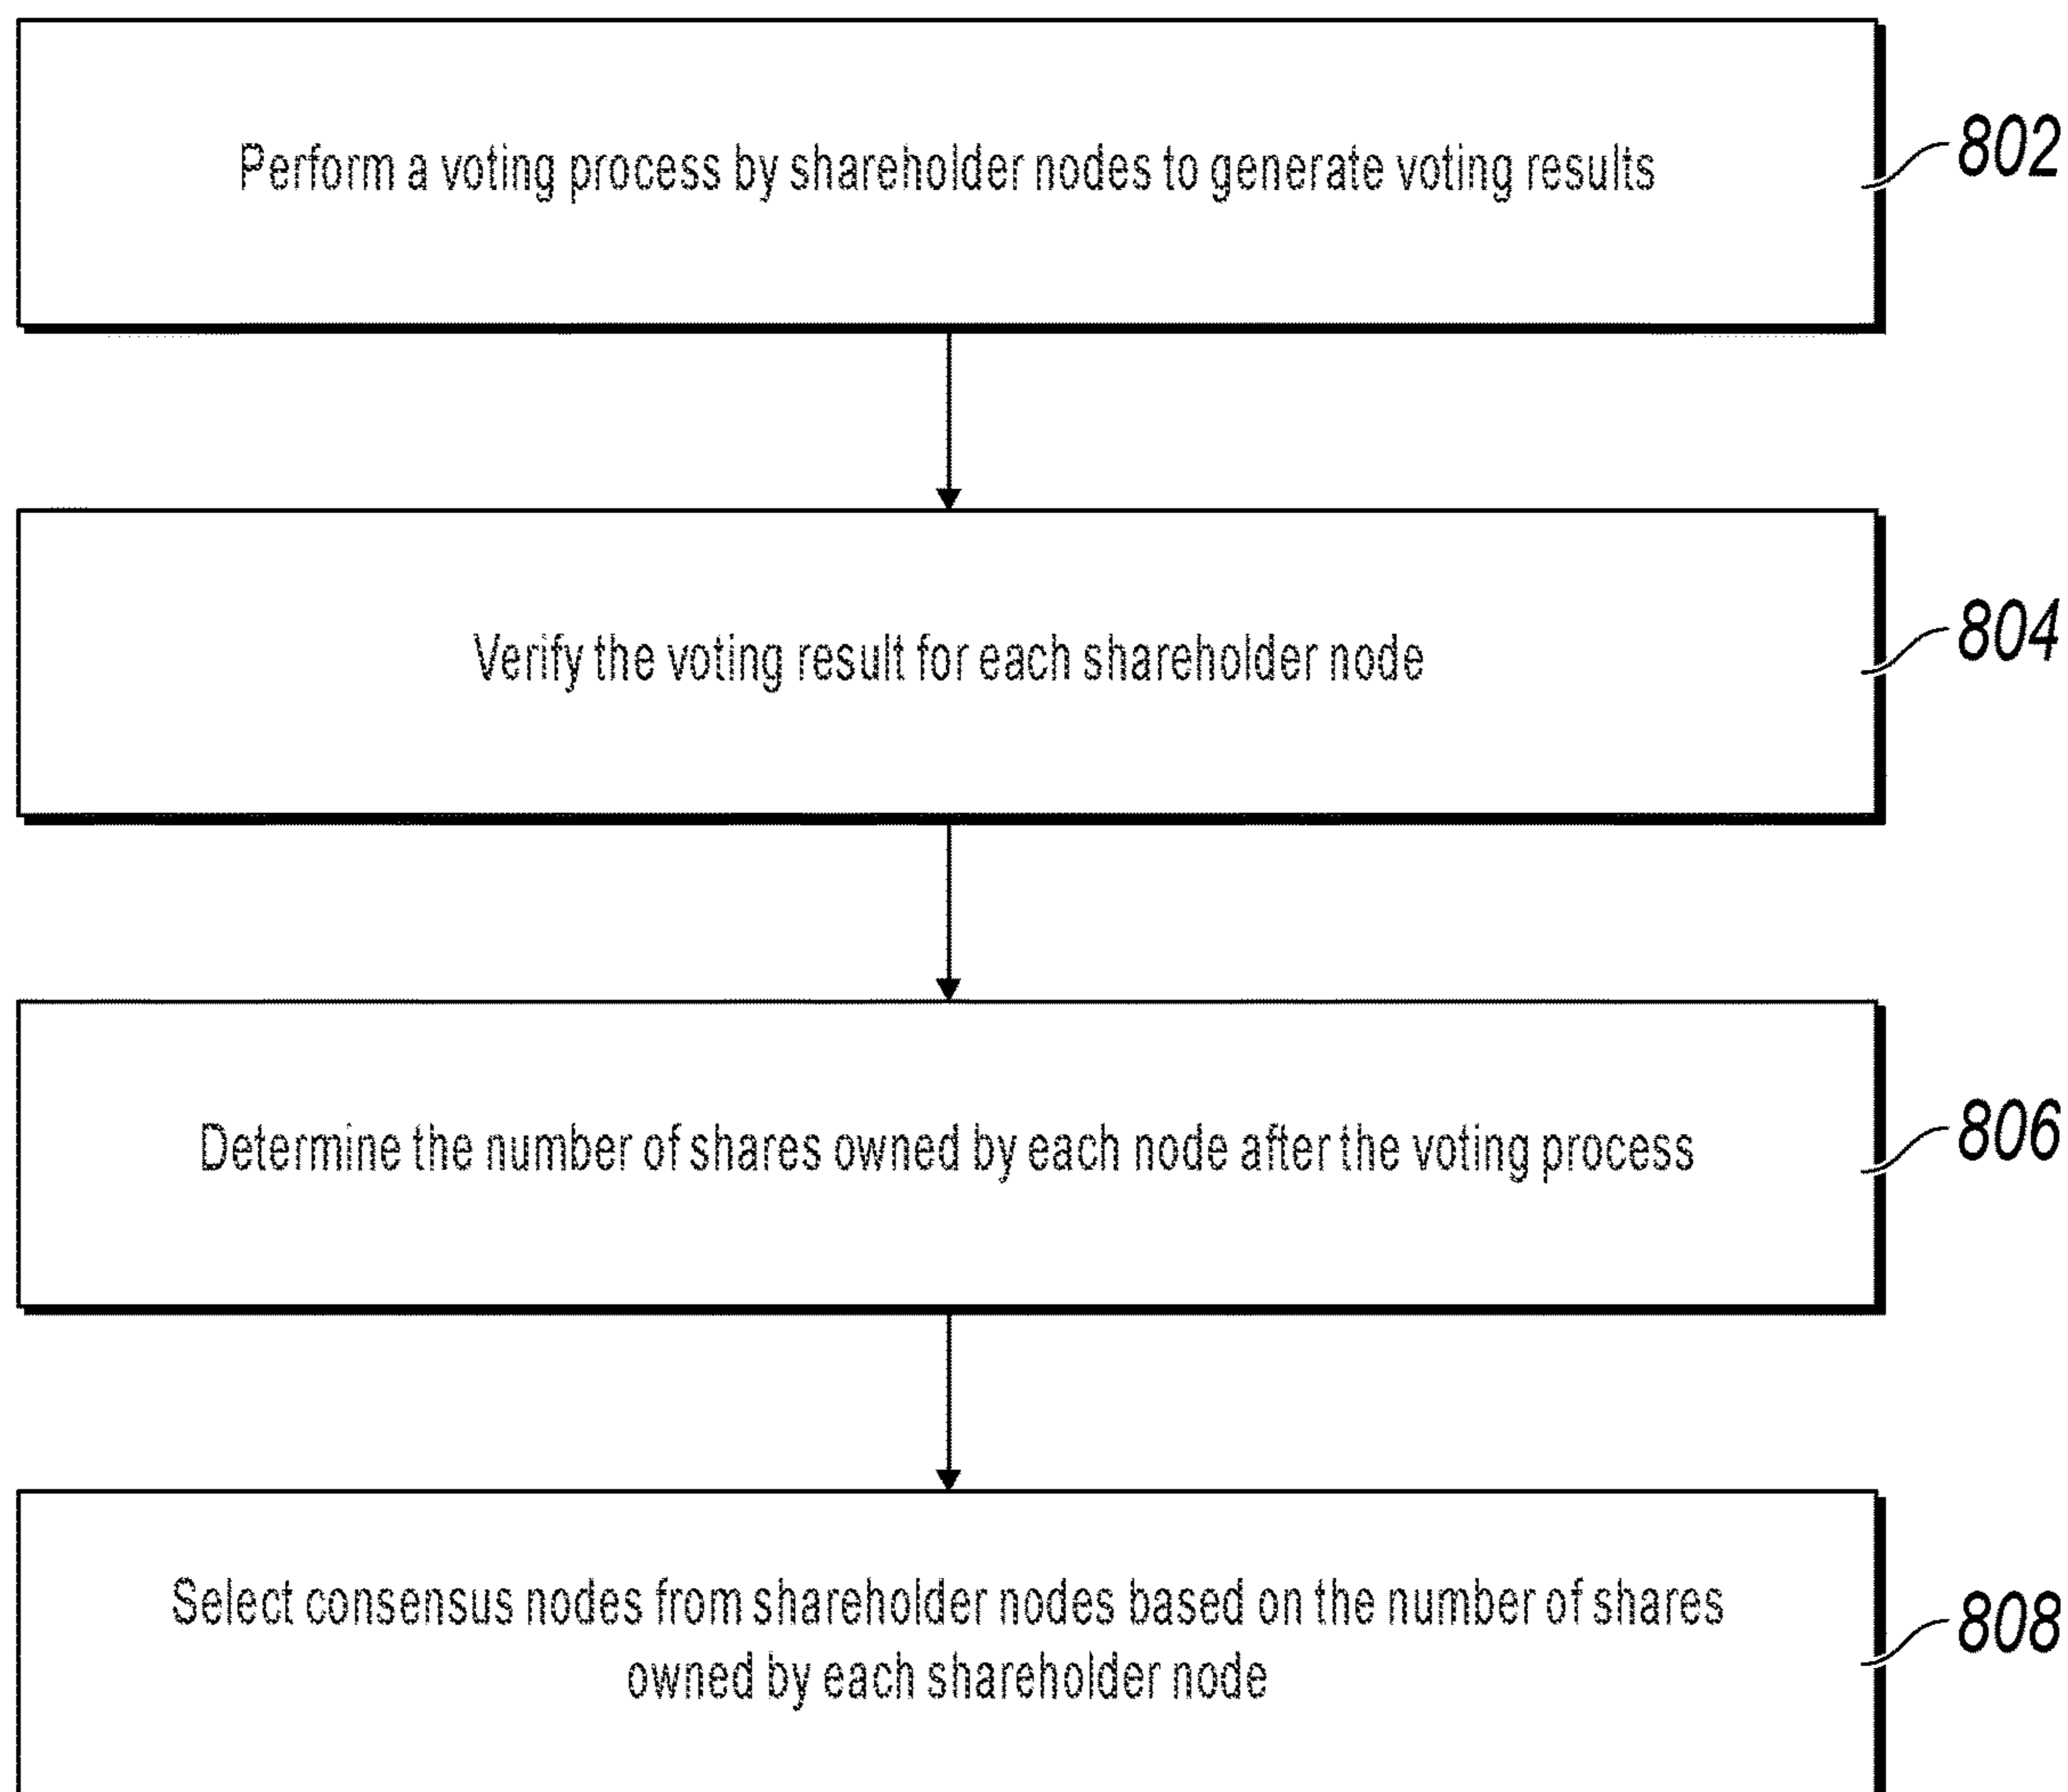 Perform a voting process by shareholder nodes to generate voting results
802
Verify the voting result for each shareholder node
804
Determine the number of shares owned by each node after the voting process
806
Select consensus nodes from shareholder nodes based on the number of shares
owned by each shareholder node
808